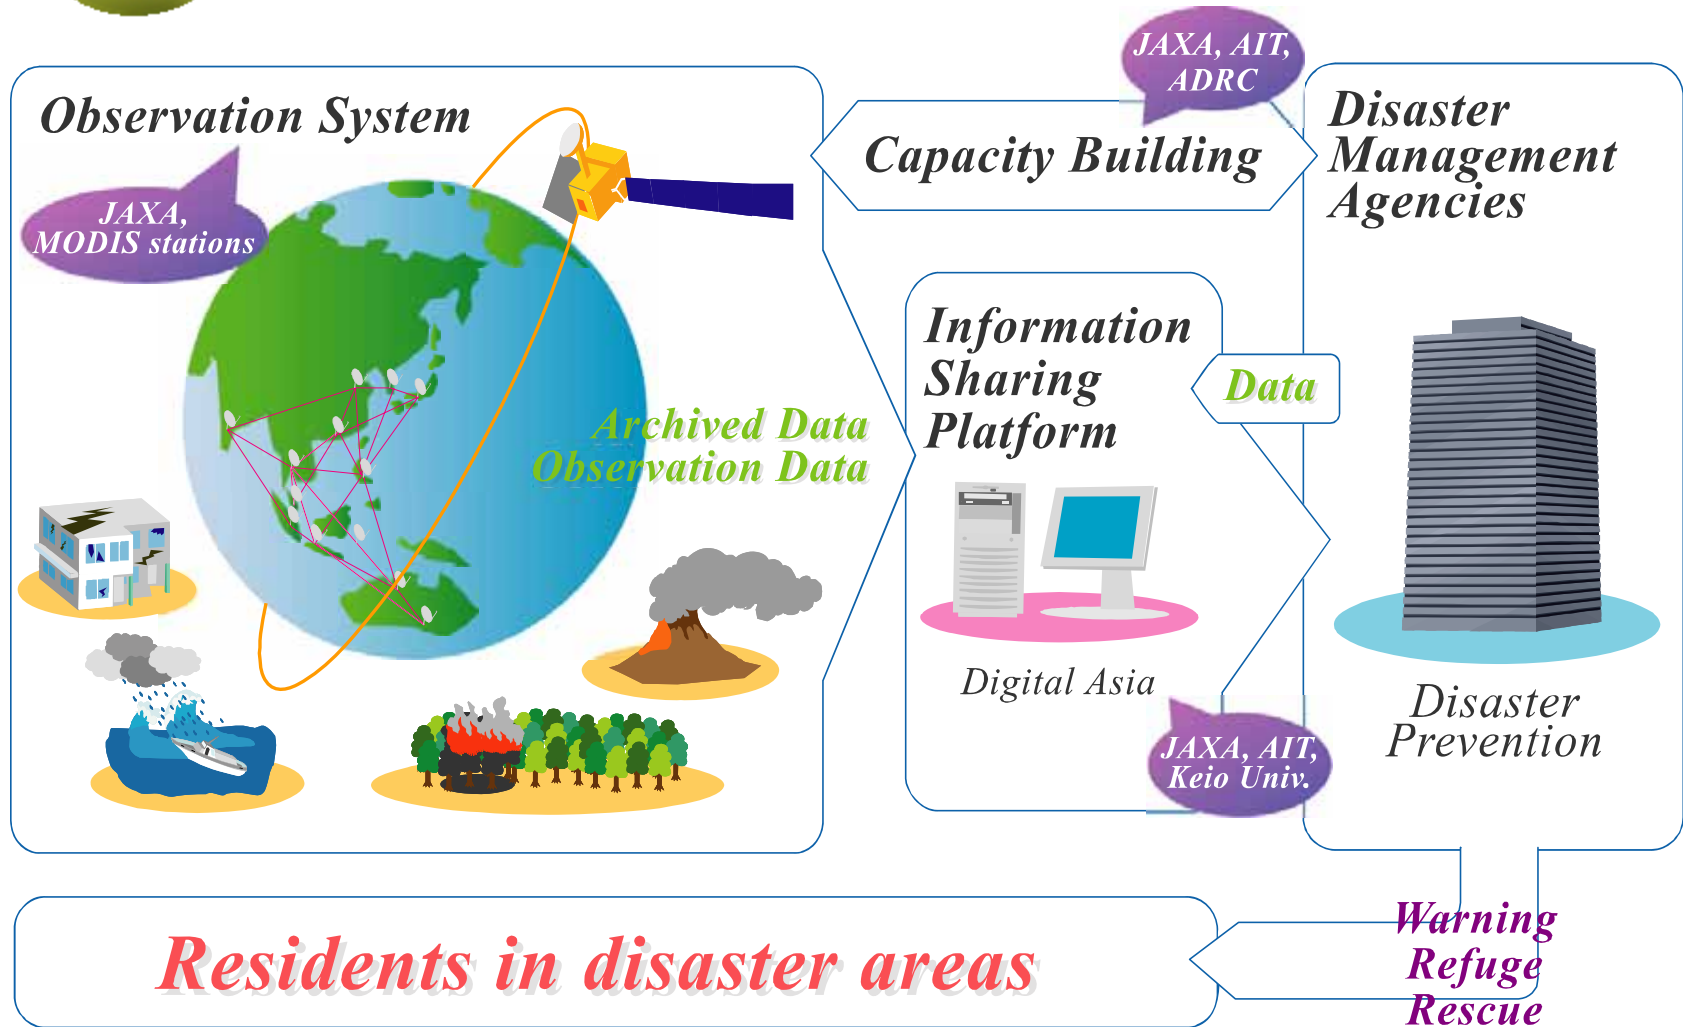 Observation System
JAXA,
MODIS stations
Archived Data
Observation Data
JAXA, AIT,
ADRC
Capacity Building
Information
Sharing
Platform
Data
Digital Asia
JAXA, AIT,
Keio Univ.
Disaster
Management
Agencies
Disaster
Prevention
Warning
Refuge
Rescue
Residents in disaster areas